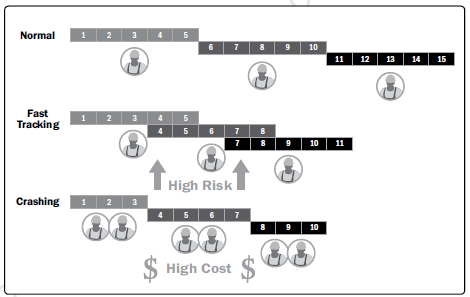 Normal
1 2 3 4 5
6 7 8 9 10
11 12 13 14 15
Fast
Tracking
1 2 3 4 5
4 5 6 7 8
7 8 9 10 11
High Risk
Crashing
1 2 3
4 5 6 7
8 9 10
$ High Cost $